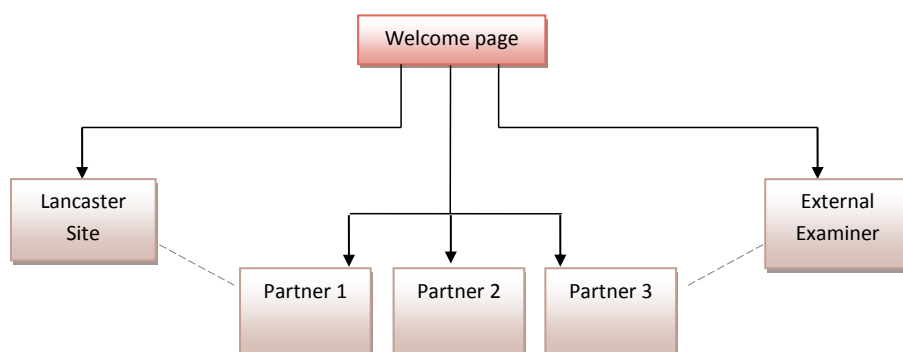 Welcome page
Lancaster
Site
External
Examiner
Partner 1
Partner 2
Partner 3